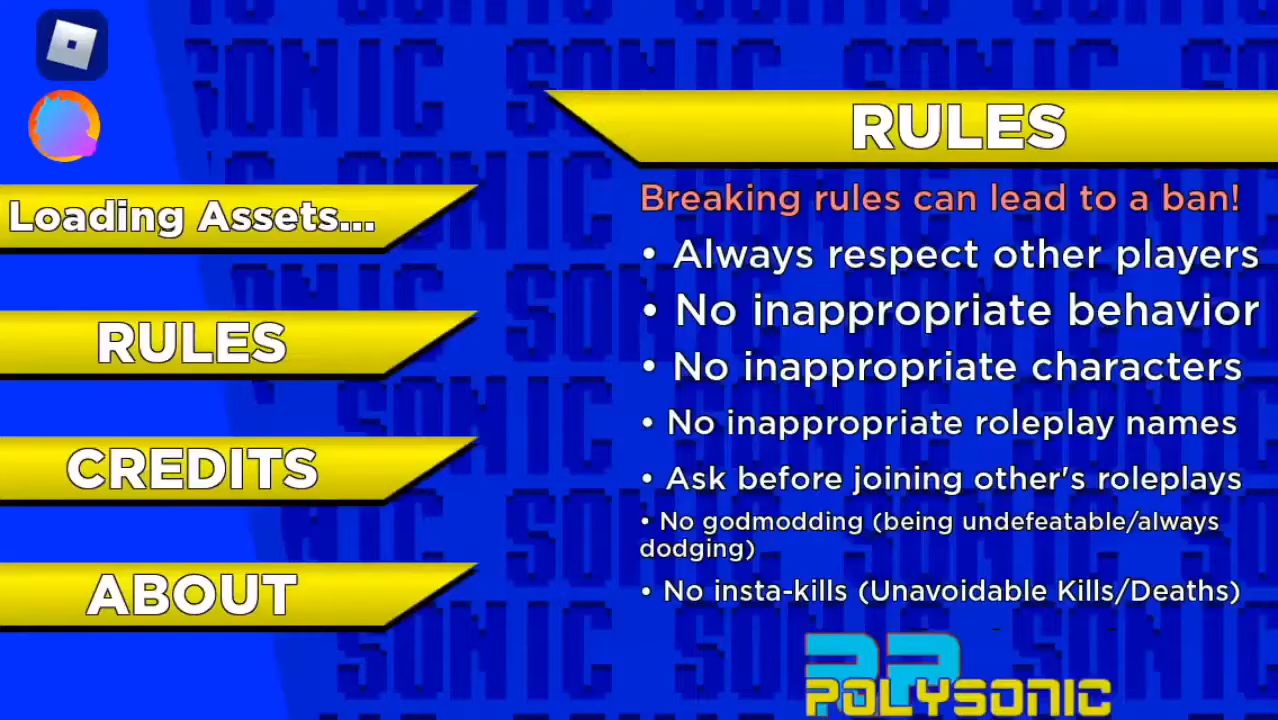 Loading Assets...
RULES
CREDITS
ABOUT
RULES
Breaking rules can lead to a ban!
• Always respect other players
• No inappropriate behavior
• No inappropriate characters
• No inappropriate roleplay names
• Ask before joining other's roleplays
• No godmodding (being undefeatable/always
dodging)
• No insta-kills (Unavoidable Kills/Deaths)
POLYSONIC